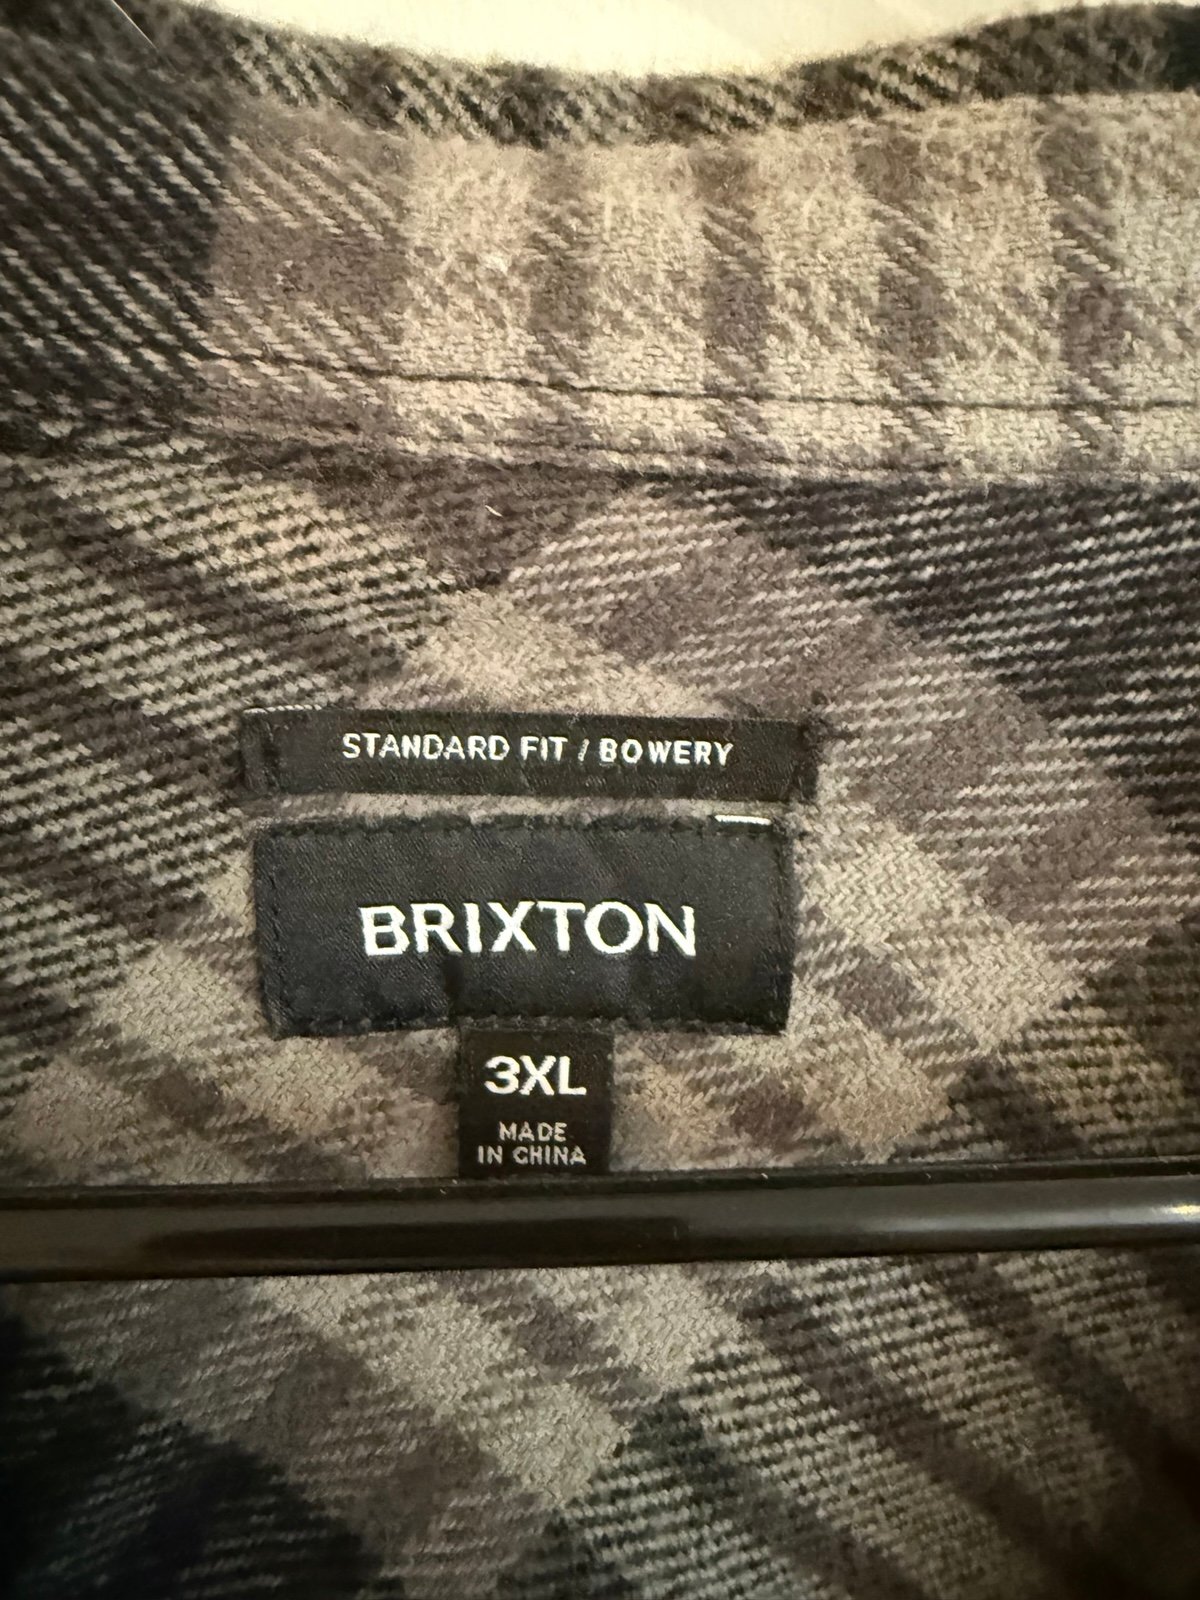 STANDARD FIT / BOWERY
BRIXTON
3XL
MADE
IN CHINA